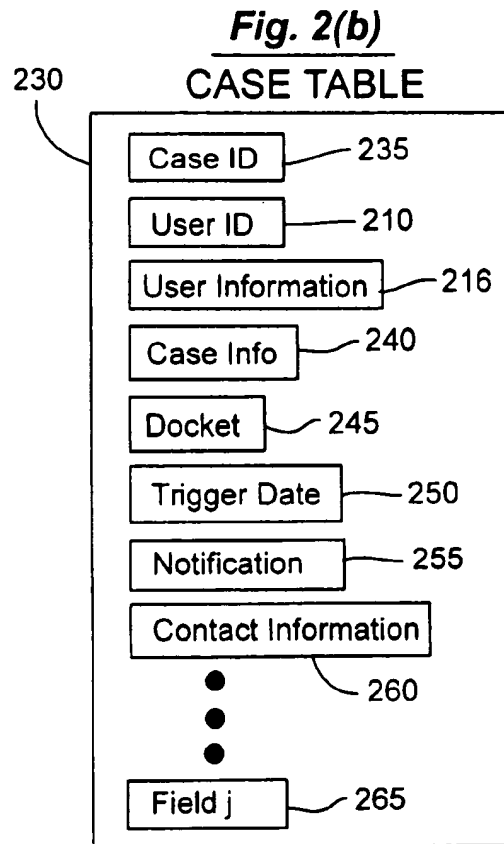 Fig. 2(b)
CASE TABLE
230
Case ID 235
User ID 210
User Information 216
Case Info 240
Docket 245
Trigger Date 250
Notification 255
Contact Information
260
Field j 265